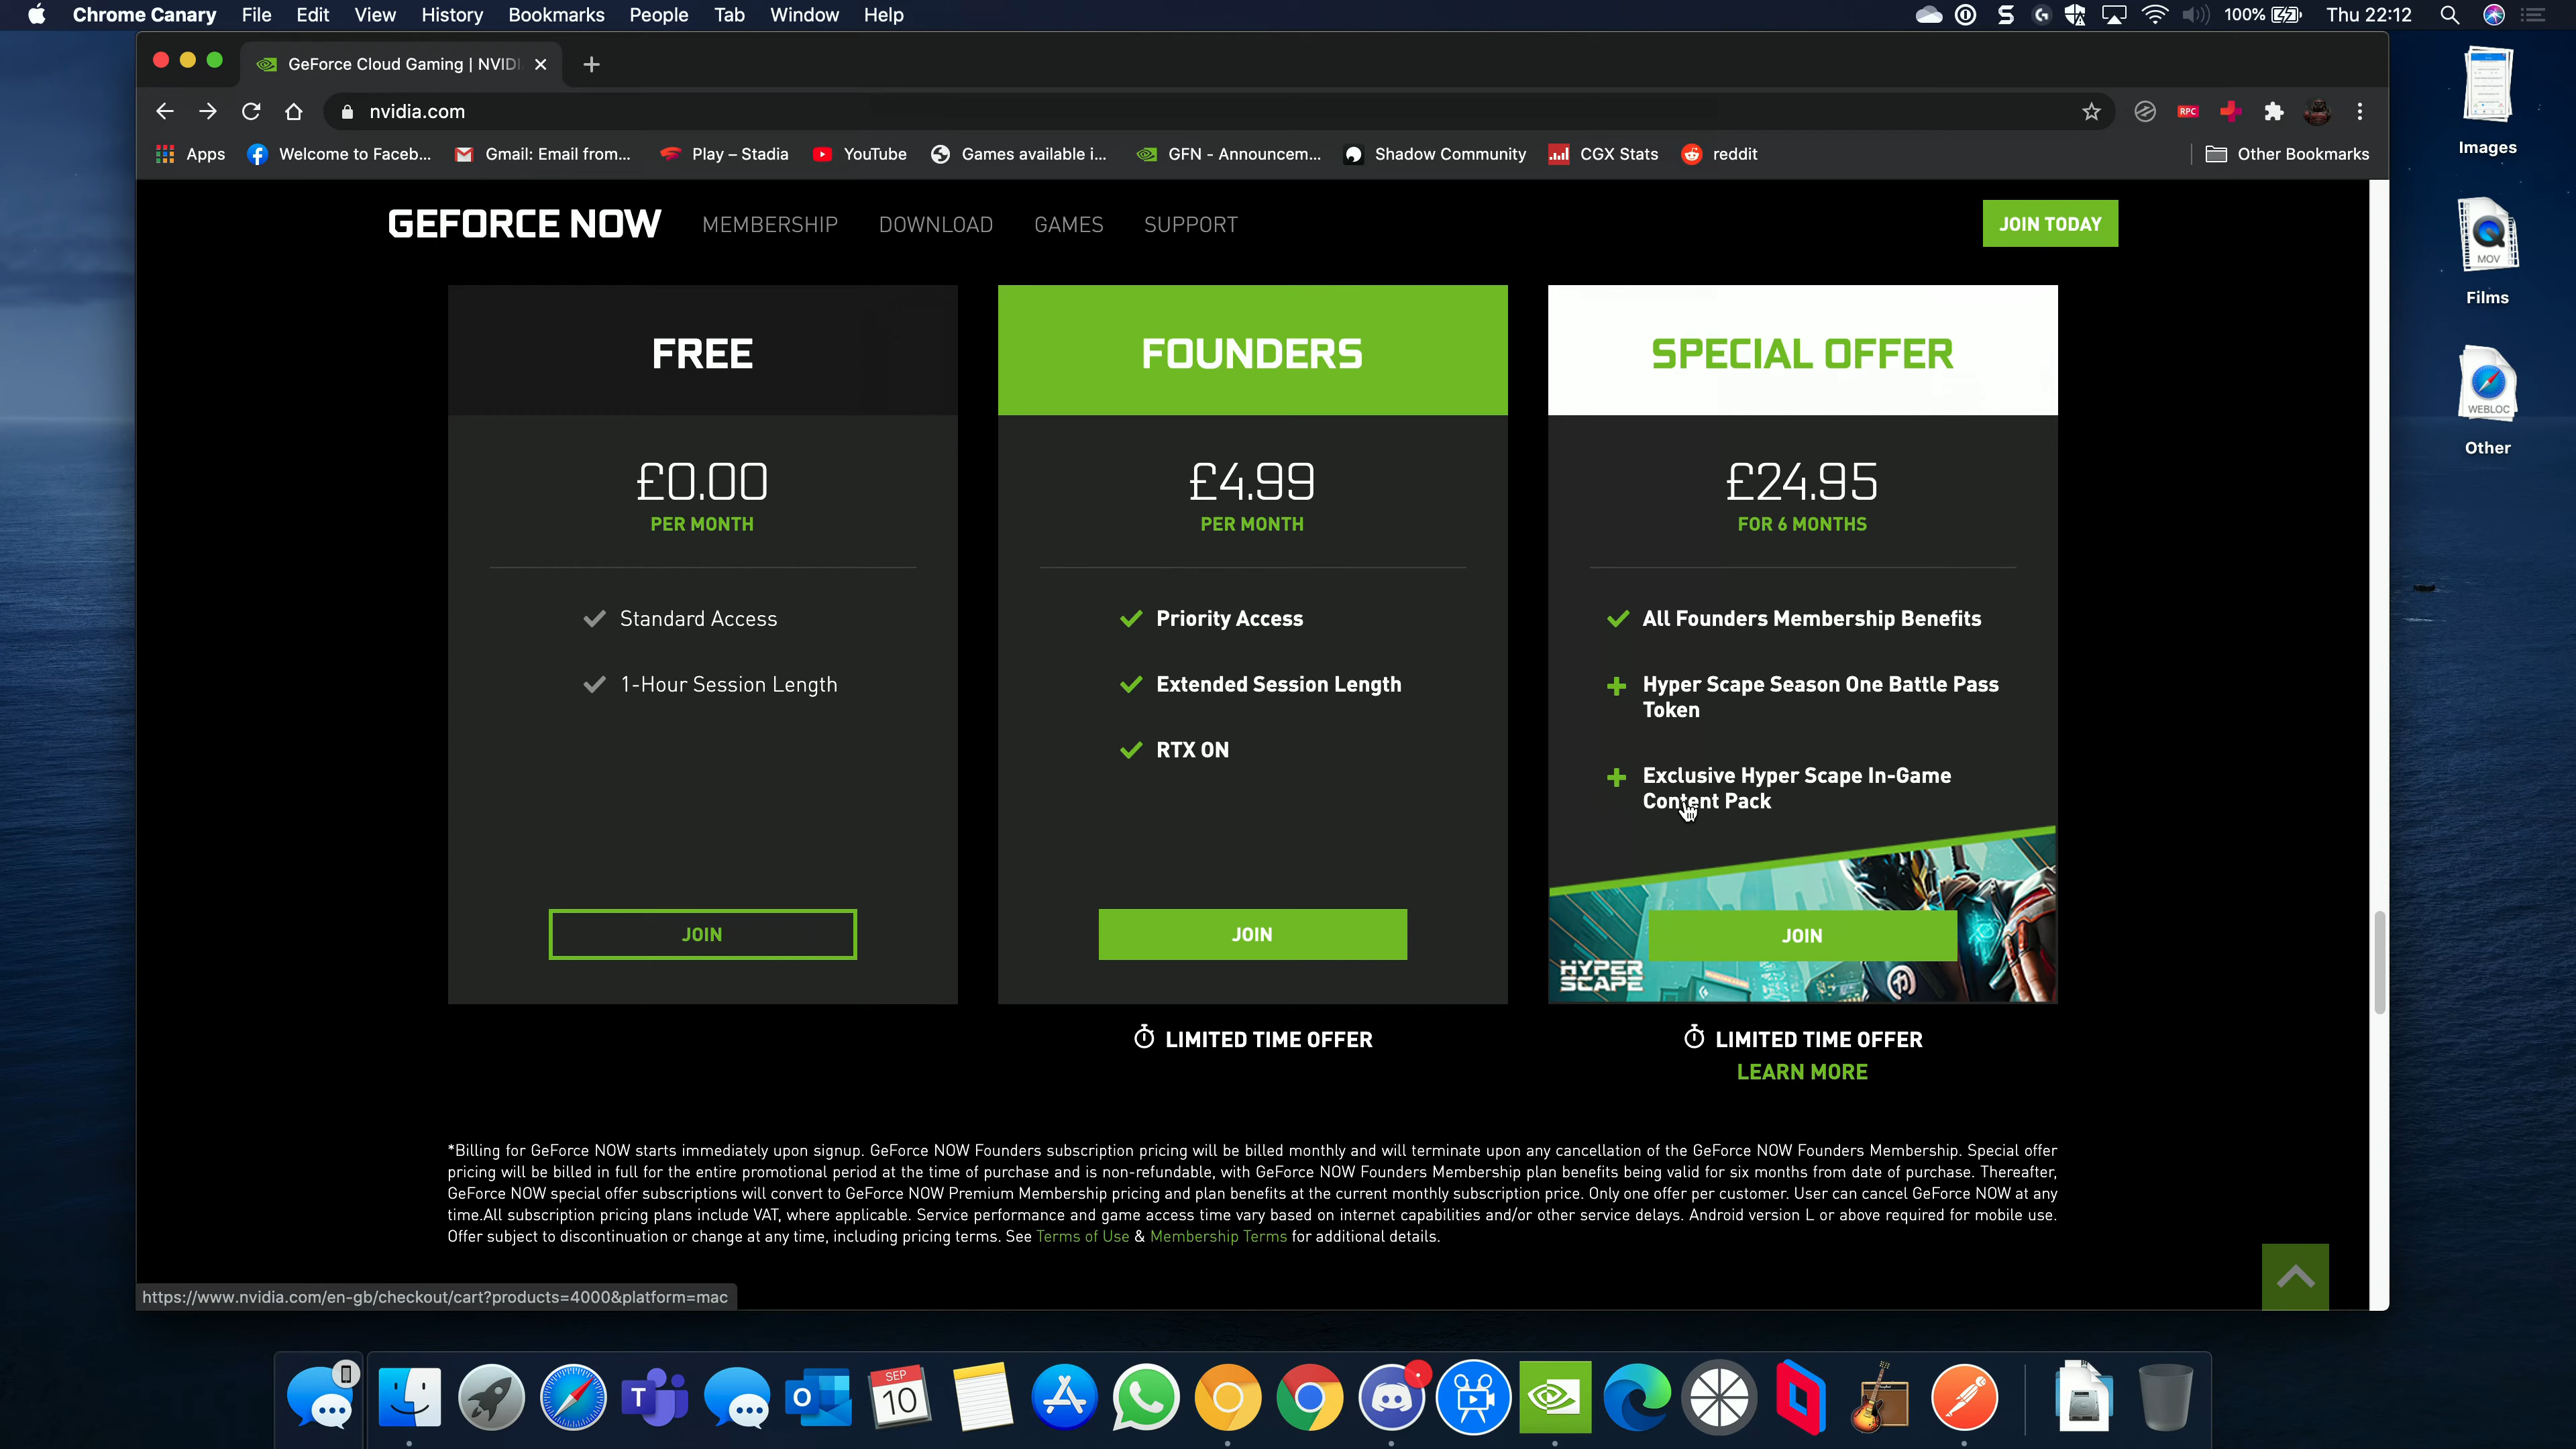 Chrome Canary File Edit View History Bookmarks People Tab Window Help 100% Thu 22:12
GeForce Cloud Gaming | NVIDI
nvidia.com
RPC
Apps Welcome to Faceb... Gmail: Email from... Play – Stadia YouTube Games available i... GFN - Announcem... Shadow Community CGX Stats reddit Other Bookmarks
Images
MOV
Films
WEBLOC
Other
GEFORCE NOW MEMBERSHIP DOWNLOAD GAMES SUPPORT JOIN TODAY
FREE
£0.00
PER MONTH
Standard Access
1-Hour Session Length
JOIN
FOUNDERS
£4.99
PER MONTH
Priority Access
Extended Session Length
RTX ON
JOIN
LIMITED TIME OFFER
SPECIAL OFFER
£24.95
FOR 6 MONTHS
All Founders Membership Benefits
Hyper Scape Season One Battle Pass
Token
Exclusive Hyper Scape In-Game
Content Pack
JOIN
HYPER
SCAPE
LIMITED TIME OFFER
LEARN MORE
*Billing for GeForce NOW starts immediately upon signup. GeForce NOW Founders subscription pricing will be billed monthly and will terminate upon any cancellation of the GeForce NOW Founders Membership. Special offer
pricing will be billed in full for the entire promotional period at the time of purchase and is non-refundable, with GeForce NOW Founders Membership plan benefits being valid for six months from date of purchase. Thereafter,
GeForce NOW special offer subscriptions will convert to GeForce NOW Premium Membership pricing and plan benefits at the current monthly subscription price. Only one offer per customer. User can cancel GeForce NOW at any
time.All subscription pricing plans include VAT, where applicable. Service performance and game access time vary based on internet capabilities and/or other service delays. Android version L or above required for mobile use.
Offer subject to discontinuation or change at any time, including pricing terms. See Terms of Use & Membership Terms for additional details.
https://www.nvidia.com/en-gb/checkout/cart?products=4000&platform=mac
SEP
10